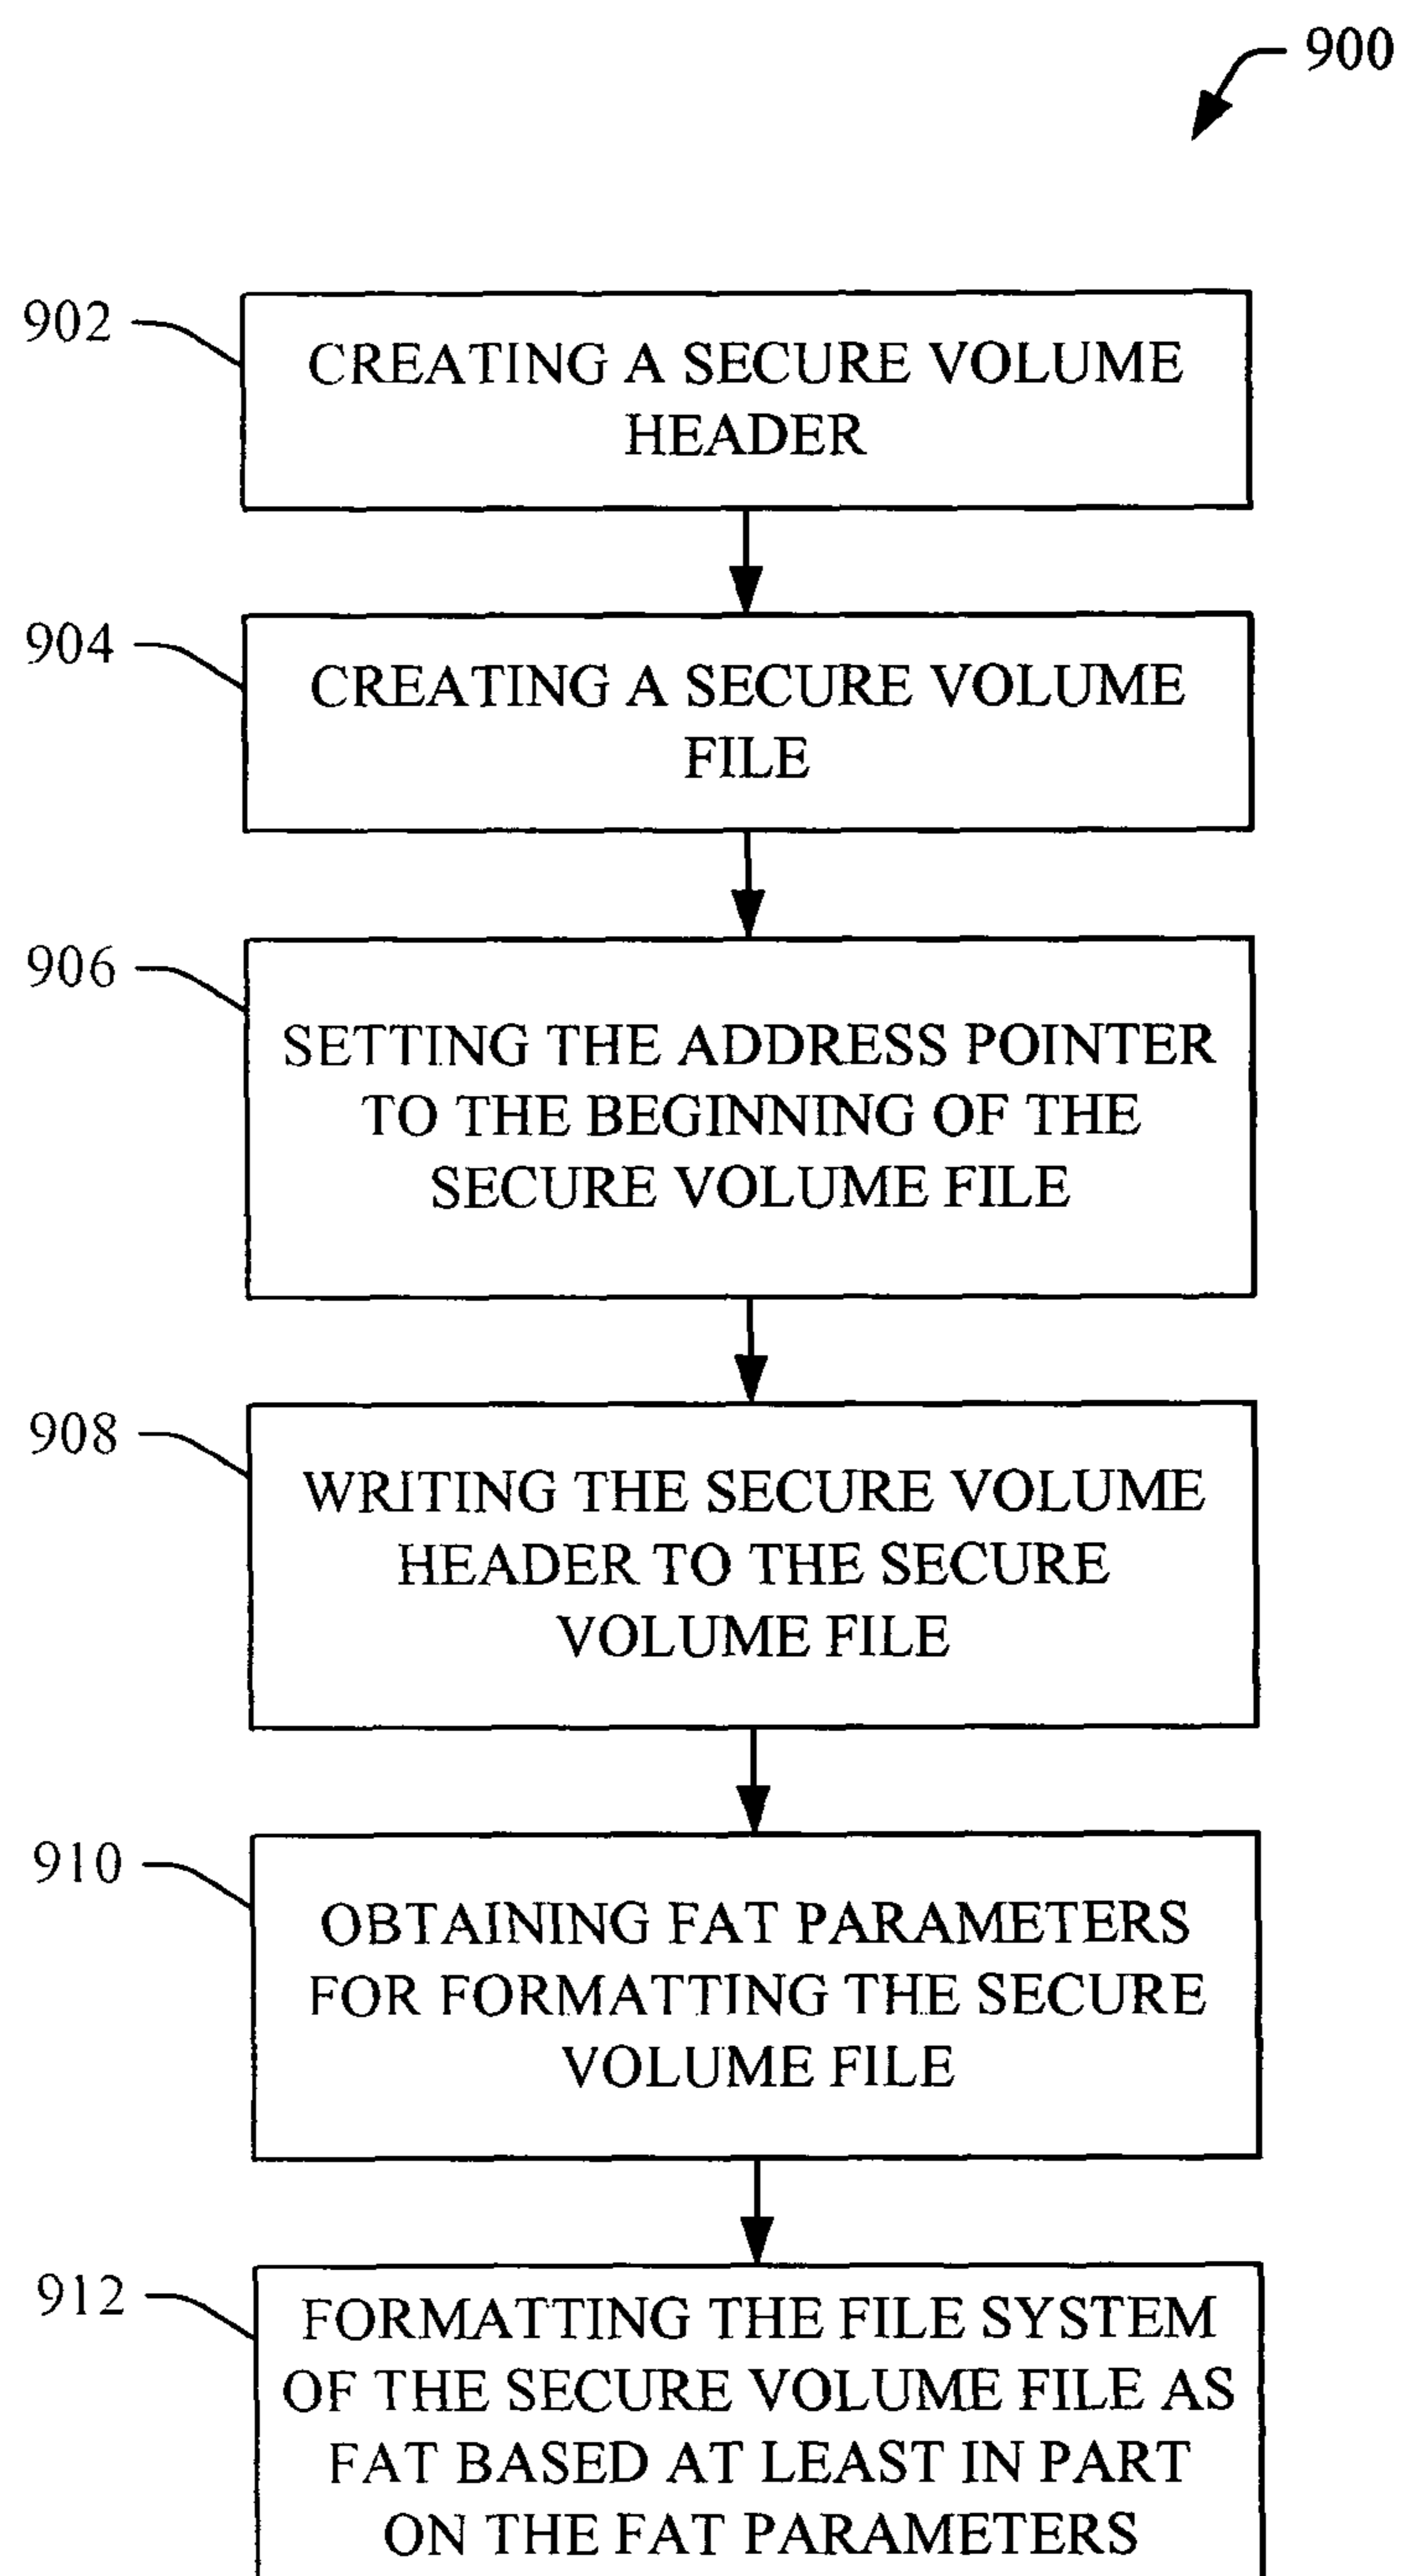 900
902
CREATING A SECURE VOLUME
HEADER
904
CREATING A SECURE VOLUME
FILE
906
SETTING THE ADDRESS POINTER
TO THE BEGINNING OF THE
SECURE VOLUME FILE
908
WRITING THE SECURE VOLUME
HEADER TO THE SECURE
VOLUME FILE
910
OBTAINING FAT PARAMETERS
FOR FORMATTING THE SECURE
VOLUME FILE
912
FORMATTING THE FILE SYSTEM
OF THE SECURE VOLUME FILE AS
FAT BASED AT LEAST IN PART
ON THE FAT PARAMETERS